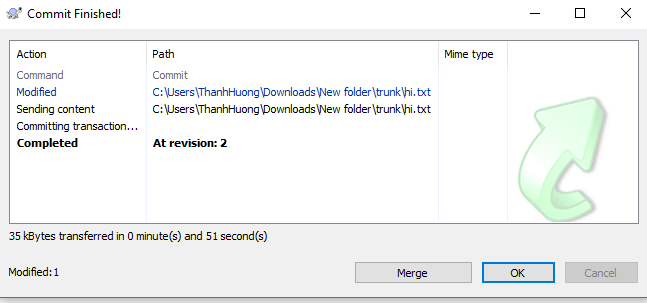 Commit Finished!
Action Path Mime type
Command Commit
Modified C:\Users\ThanhHuong\Downloads\New folder\trunk\hi.txt
Sending content C:\Users\ThanhHuong\Downloads\New folder\trunk\hi.txt
Committing transaction...
Completed At revision: 2
35 kBytes transferred in 0 minute(s) and 51 second(s)
Modified:1 Merge OK Cancel